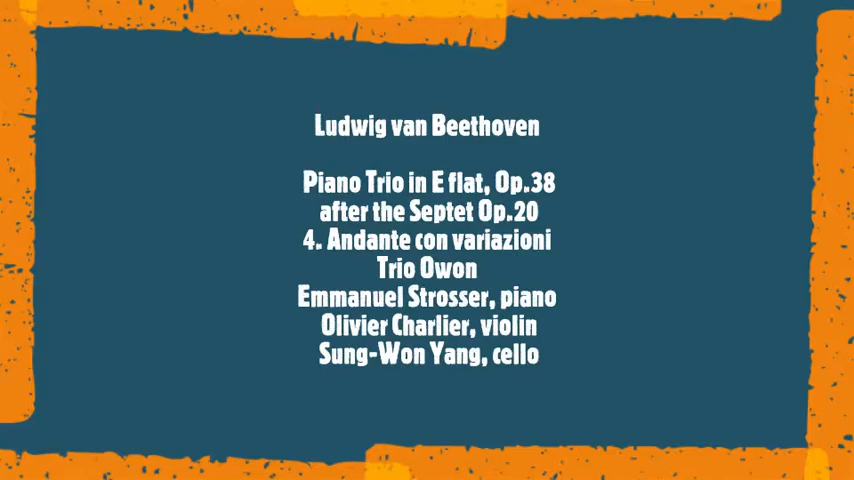 Ludwig van Beethoven
Piano Trio in E flat, Op.38
after the Septet Op.20
4. Andante con variazioni
Trio Owon
Emmanuel Strosser, piano
Olivier Charlier, violin
Sung-Won Yang, cello